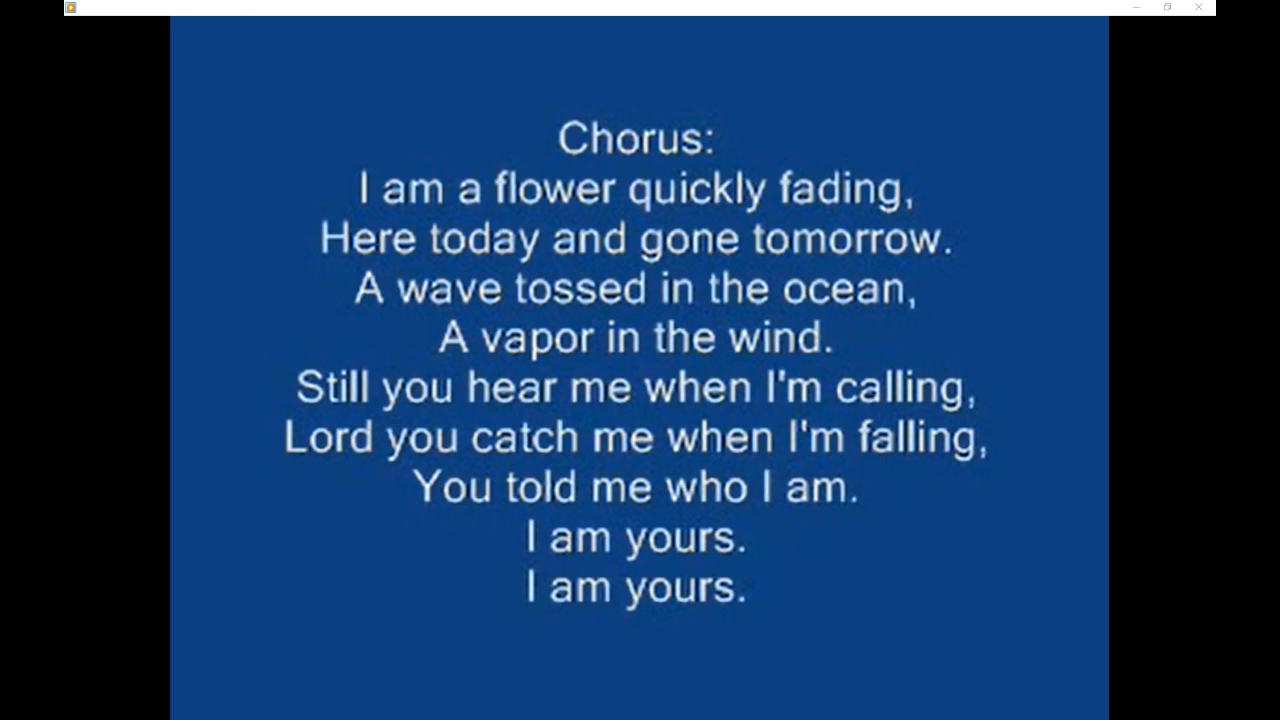 Chorus:
I am a flower quickly fading,
Here today and gone tomorrow.
A wave tossed in the ocean,
A vapor in the wind.
Still you hear me when I'm calling,
Lord you catch me when I'm falling,
You told me who I am.
I am yours.
I am yours.